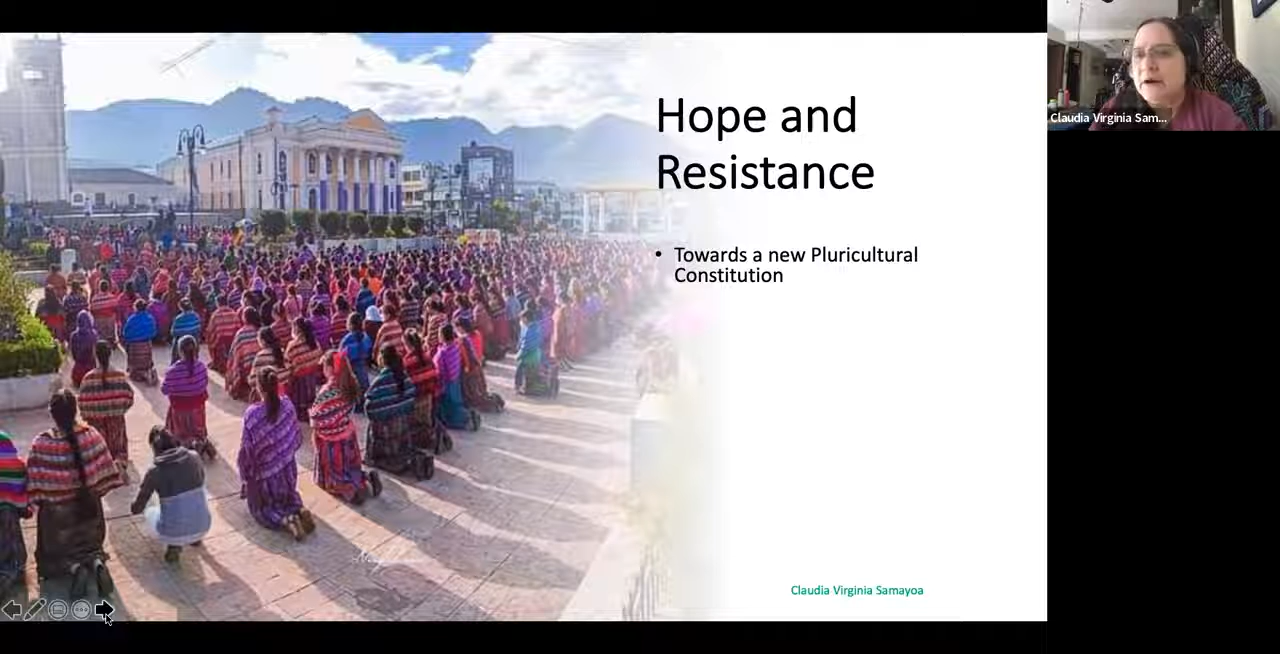 Hope and
Resistance
• Towards a new Pluricultural
Constitution
Claudia Virginia Samayoa
Claudia Virginia Sam...